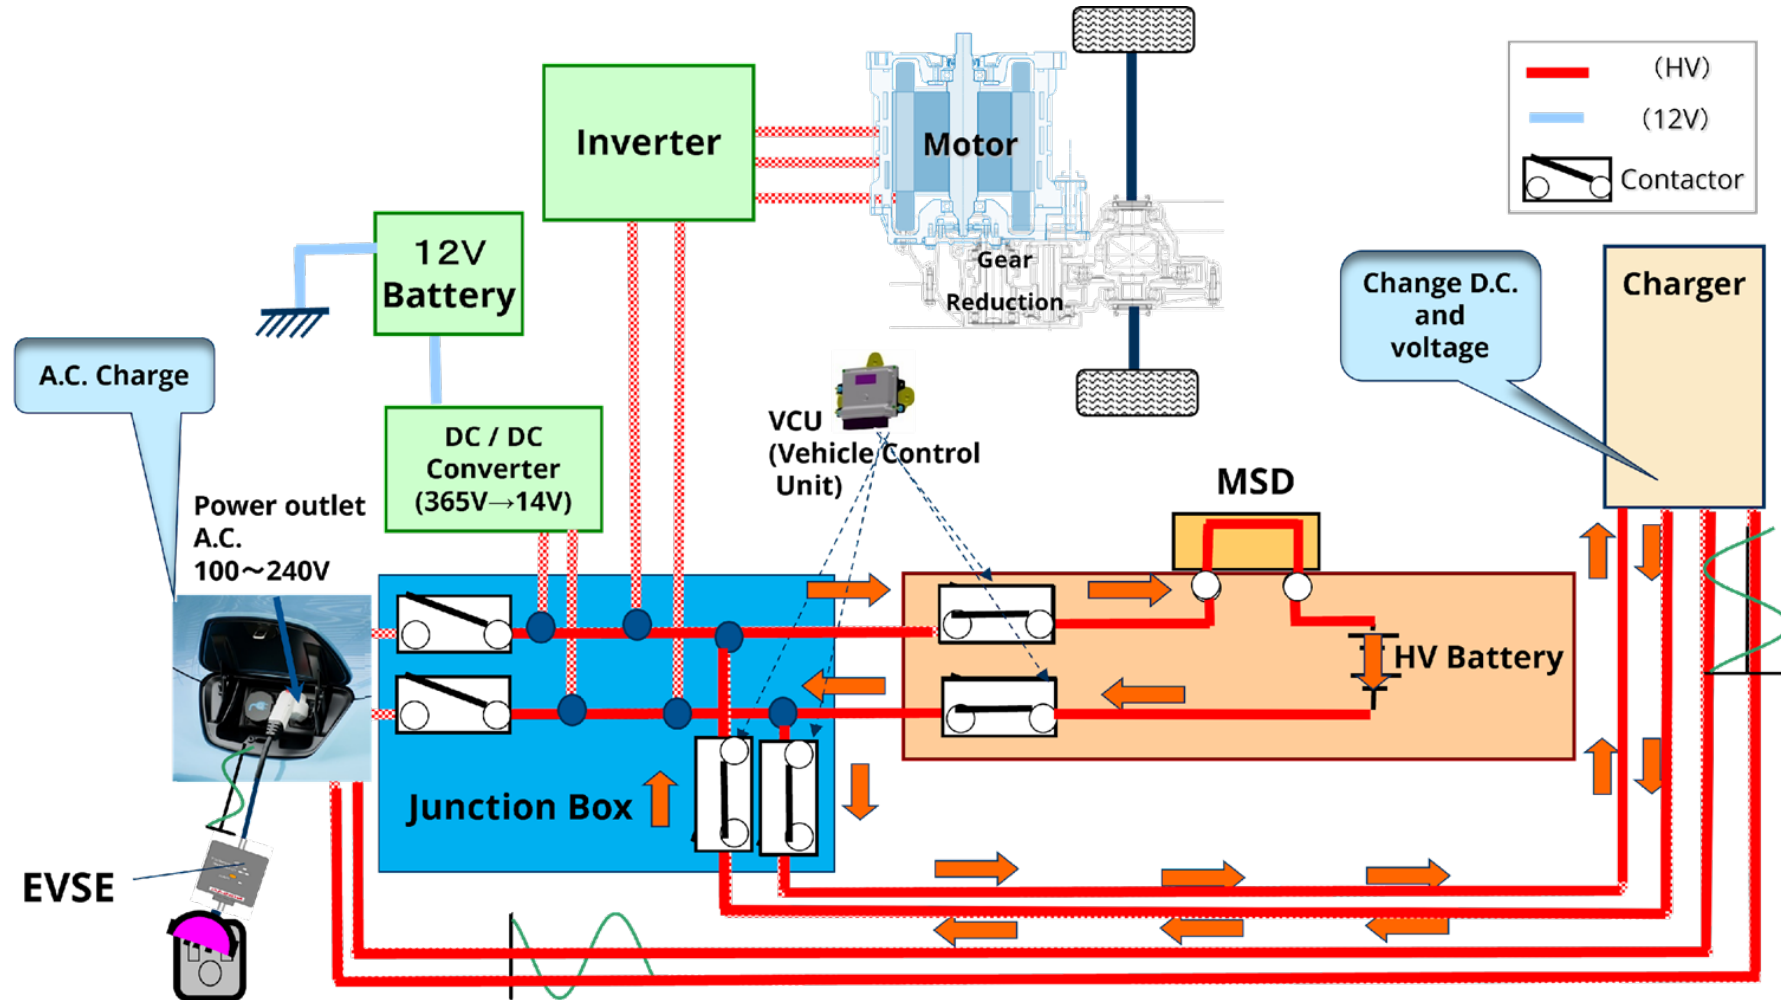 Inverter
Motor
Gear
Reduction
(HV)
(12V)
Contactor
12V
Battery
Change D.C.
and
voltage
Charger
A.C. Charge
DC / DC
Converter
(365V→14V)
VCU
(Vehicle Control
Unit)
MSD
Power outlet
A.C.
100～240V
HV Battery
Junction Box
EVSE